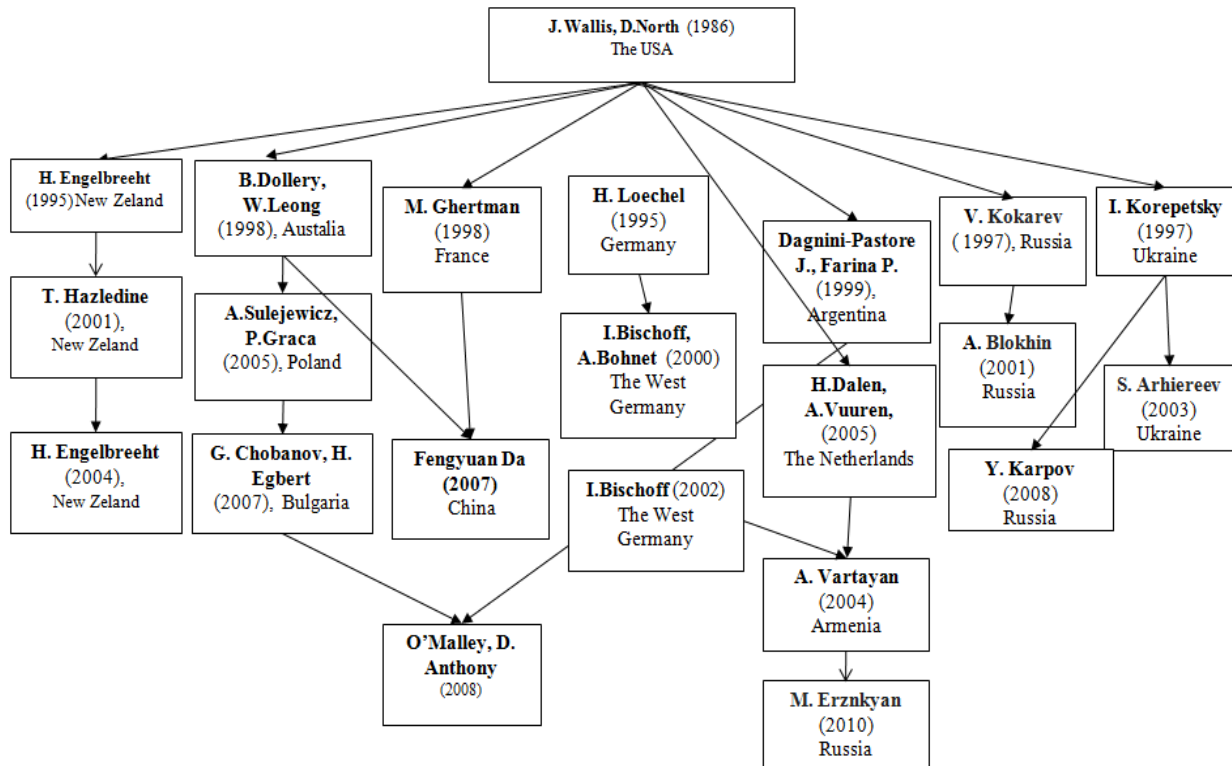 J. Wallis, D.North (1986)
The USA
H. Engelbreeht
(1995)New Zeland
B.Dollery,
W.Leong
(1998), Austalia
M. Ghertman
(1998)
France
H. Loechel
(1995)
Germany
Dagnini-Pastore
J., Farina P.
(1999),
Argentina
V. Kokarev
( 1997), Russia
I. Korepetsky
(1997)
Ukraine
T. Hazledine
(2001),
New Zeland
A.Sulejewicz,
P.Graca
(2005), Poland
I.Bischoff,
A.Bohnet (2000)
The West
Germany
H.Dalen,
A.Vuuren,
(2005)
The Netherlands
A. Blokhin
(2001)
Russia
S. Arhiereev
(2003)
Ukraine
H. Engelbreeht
(2004),
New Zeland
G. Chobanov, H.
Egbert
(2007), Bulgaria
Fengyuan Da
(2007)
China
I.Bischoff (2002)
The West
Germany
Y. Karpov
(2008)
Russia
A. Vartayan
(2004)
Armenia
O’Malley, D.
Anthony
(2008)
M. Erznkyan
(2010)
Russia